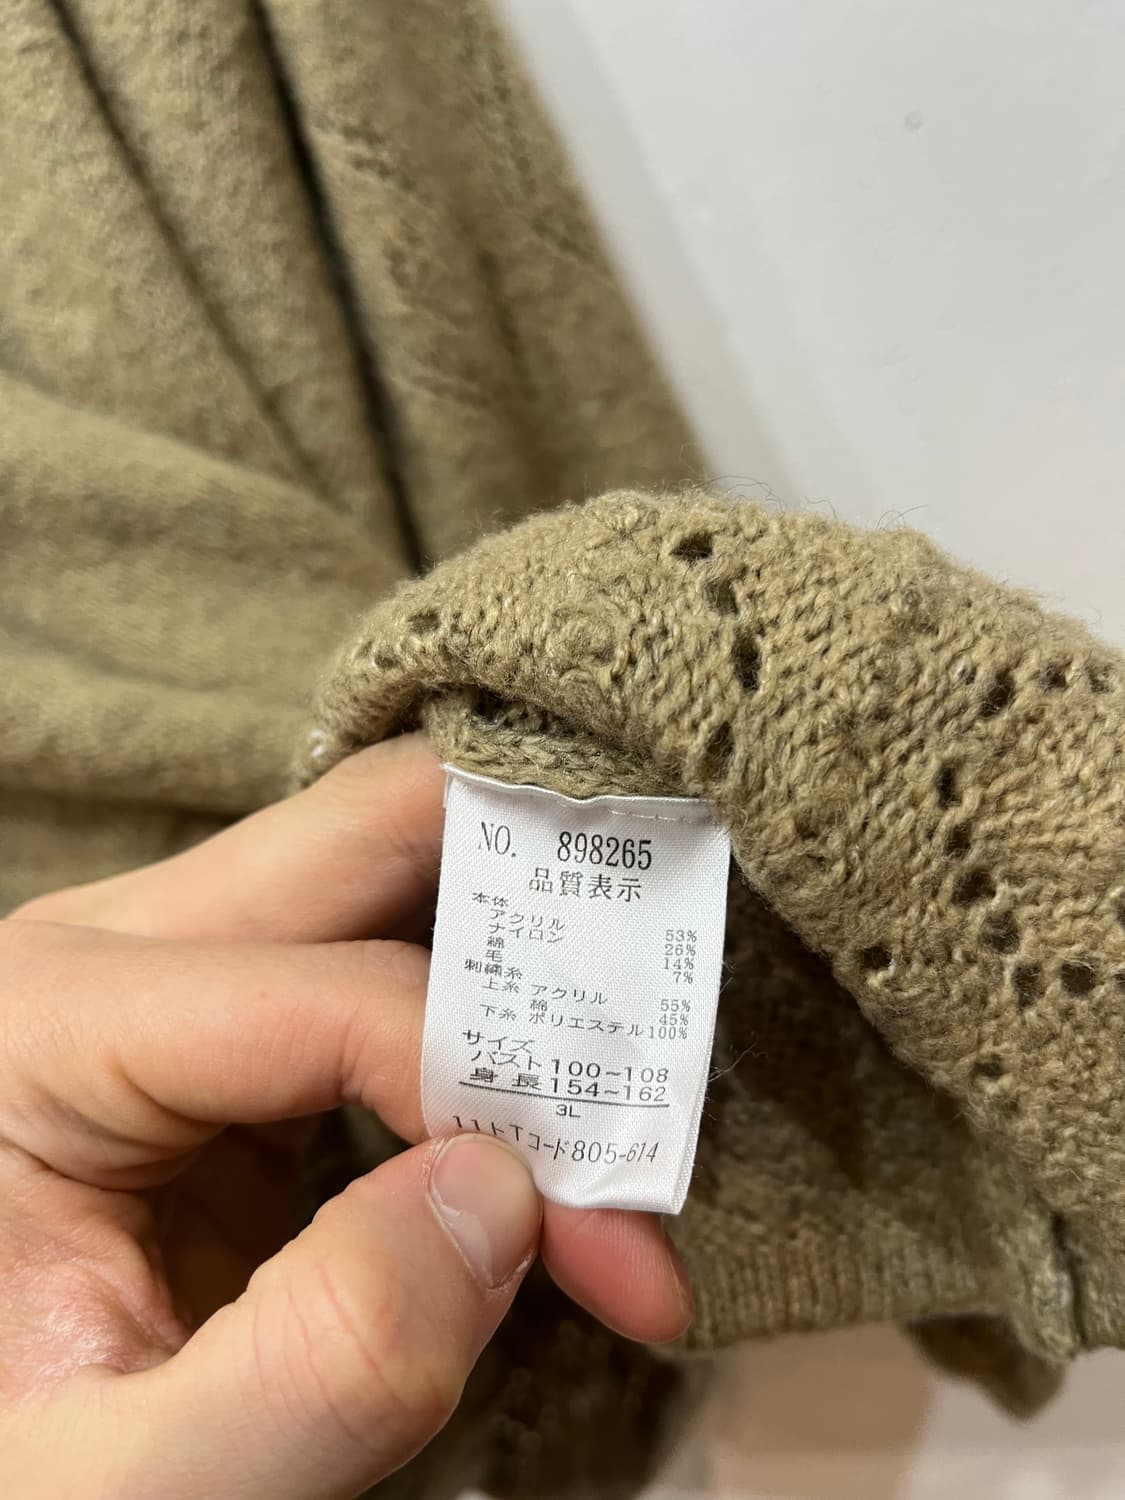 NO. 898265
品質表示
本体
アクリル 53%
ナイロン 26%
綿 14%
毛 7%
刺繍糸
上糸 アクリル 55%
綿 45%
下糸 ポリエステル100%
サイズ
バスト100~108
身長154~162
3L
コード805-614